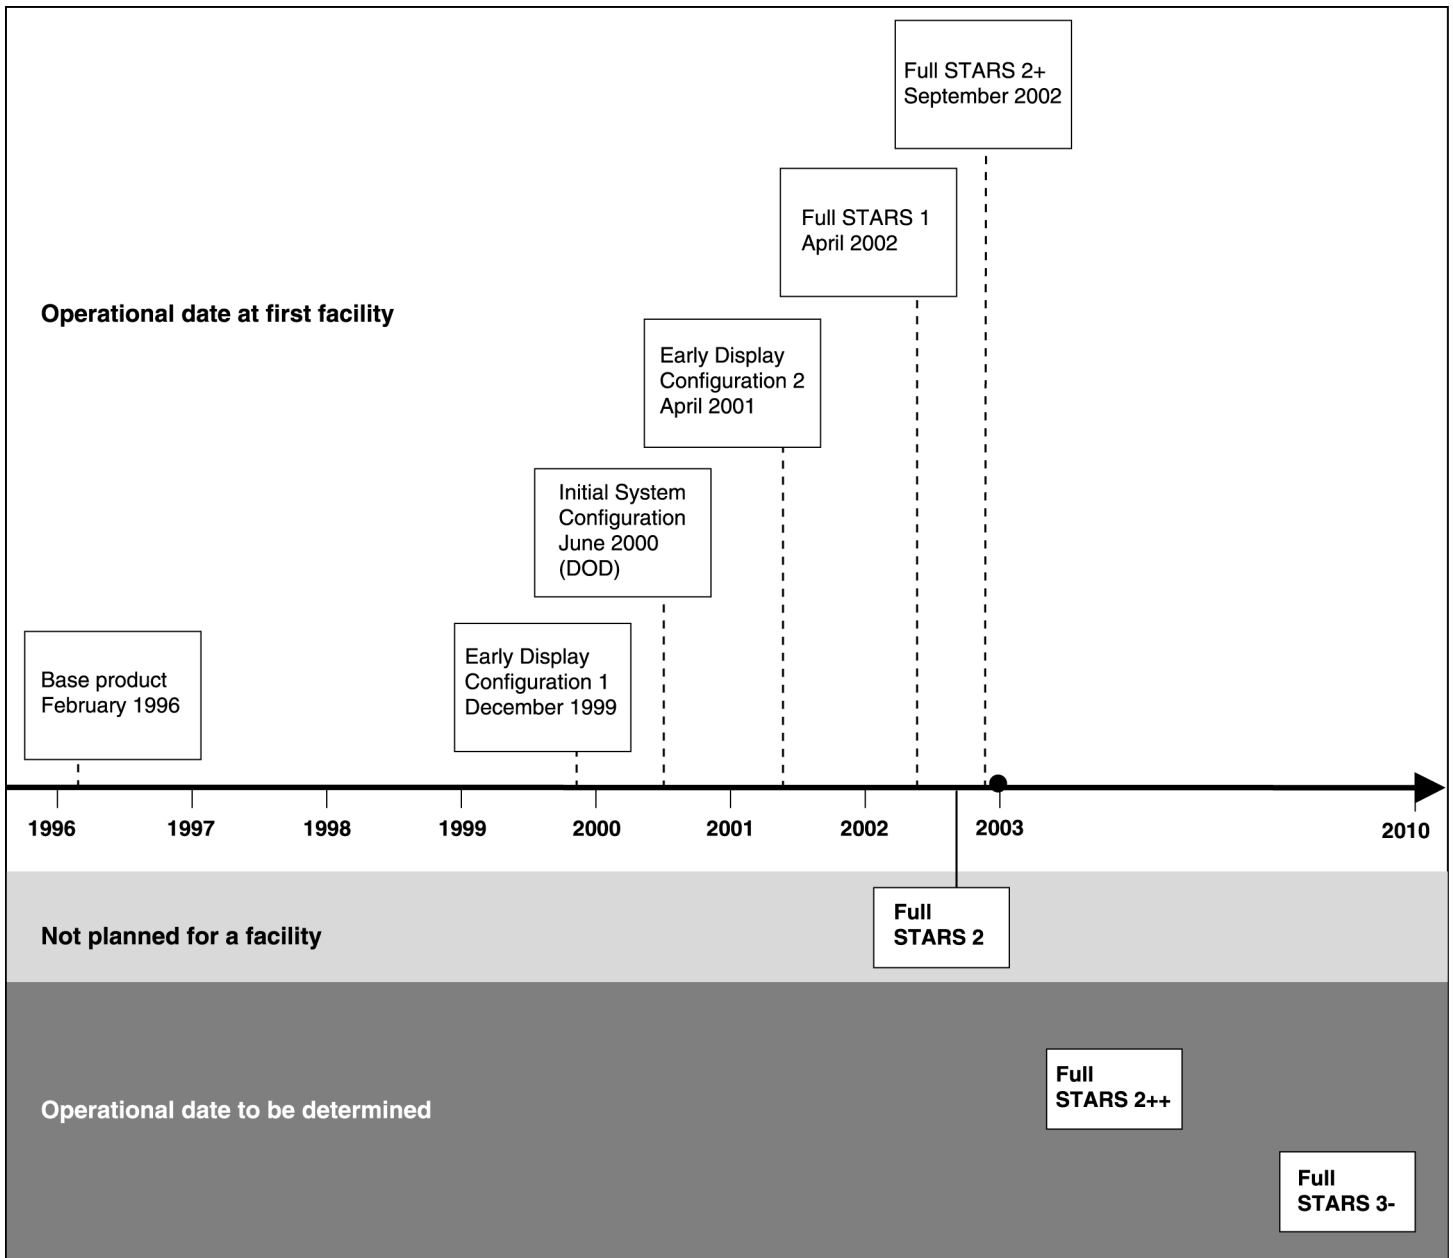 Full STARS 2+
September 2002
Full STARS 1
April 2002
Operational date at first facility
Early Display
Configuration 2
April 2001
Initial System
Configuration
June 2000
(DOD)
Early Display
Configuration 1
December 1999
Base product
February 1996
1996 1997 1998 1999 2000 2001 2002 2003 2010
Full
STARS 2
Not planned for a facility
Full
STARS 2++
Operational date to be determined
Full
STARS 3-